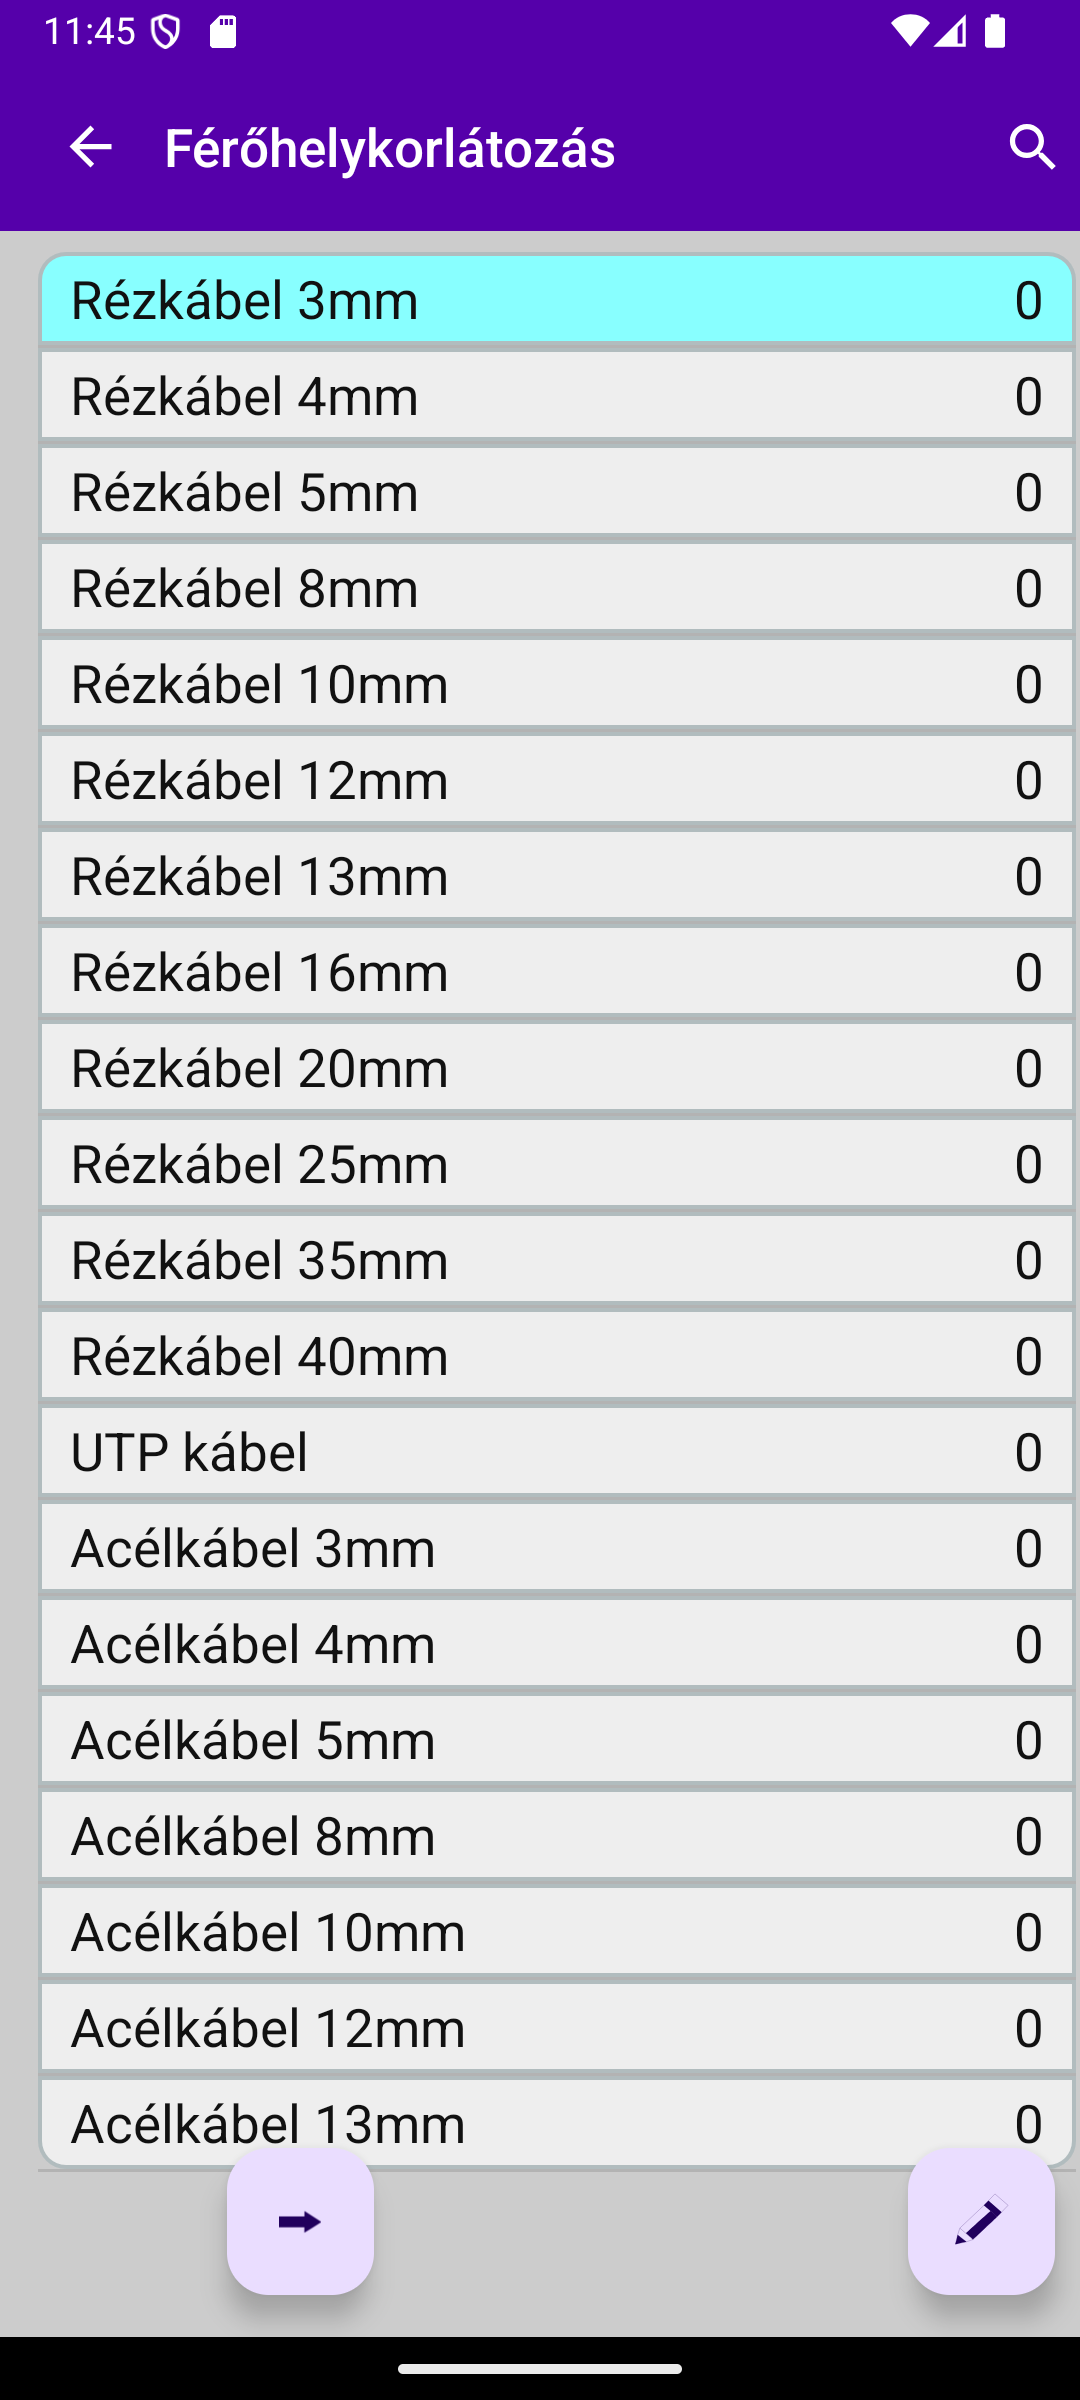 11:45
Férőhelykorlátozás
Rézkábel 3mm 0
Rézkábel 4mm 0
Rézkábel 5mm 0
Rézkábel 8mm 0
Rézkábel 10mm 0
Rézkábel 12mm 0
Rézkábel 13mm 0
Rézkábel 16mm 0
Rézkábel 20mm 0
Rézkábel 25mm 0
Rézkábel 35mm 0
Rézkábel 40mm 0
UTP kábel 0
Acélkábel 3mm 0
Acélkábel 4mm 0
Acélkábel 5mm 0
Acélkábel 8mm 0
Acélkábel 10mm 0
Acélkábel 12mm 0
Acélkábel 13mm 0